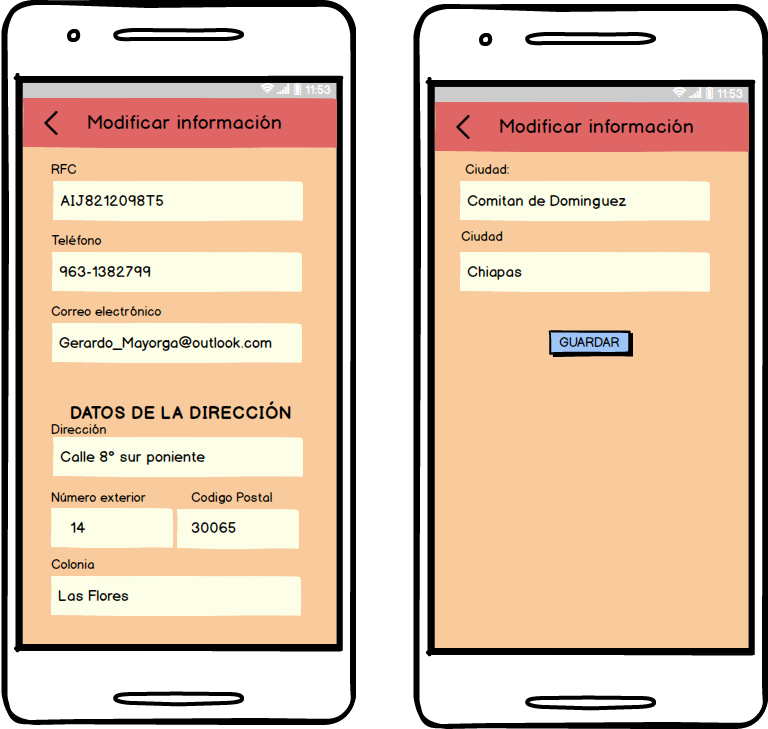 11:53
Modificar información
RFC
AIJ8212098T5
Teléfono
963-1382799
Correo electrónico
Gerardo_Mayorga@outlook.com
DATOS DE LA DIRECCIÓN
Dirección
Calle 8° sur poniente
Número exterior Codigo Postal
14 30065
Colonia
Las Flores
11:53
Modificar información
Ciudad:
Comitan de Dominguez
Ciudad
Chiapas
GUARDAR